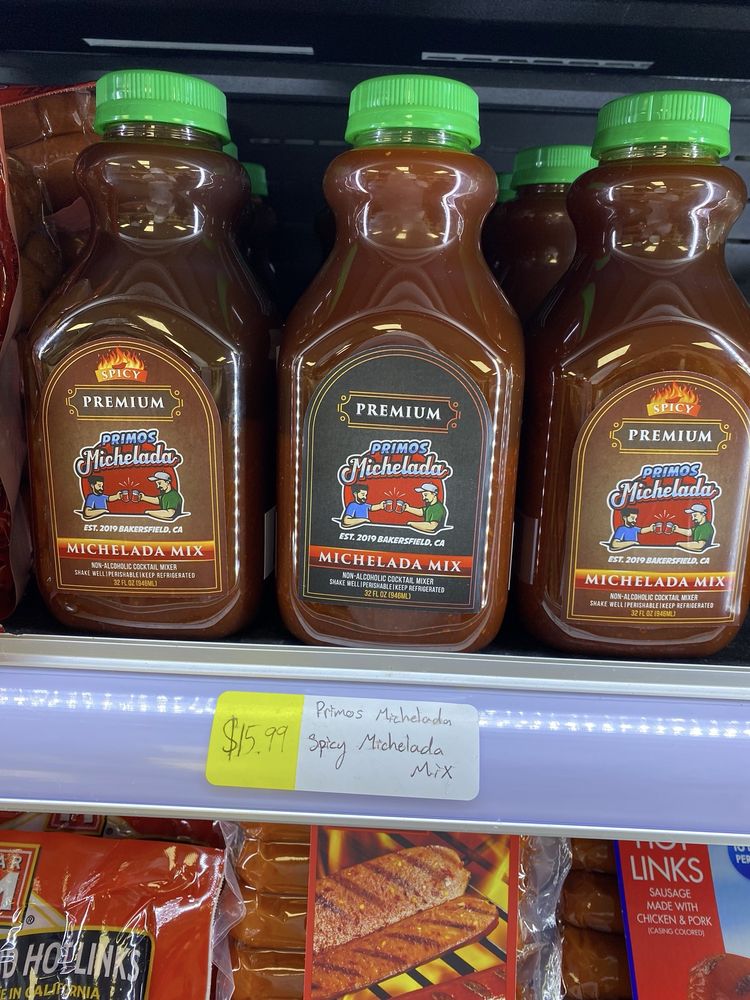 SPICY
PREMIUM
PRIMOS
Michelada
EST. 2019 BAKERSFIELD, CA
MICHELADA MIX
NON-ALCOHOLIC COCKTAIL MIXER
SHAKE WELL | PERISHABLE | KEEP REFRIGERATED
32 FL OZ (946ML)
PREMIUM
PRIMOS
Michelada
EST. 2019 BAKERSFIELD, CA
MICHELADA MIX
NON-ALCOHOLIC COCKTAIL MIXER
SHAKE WELL | PERISHABLE | KEEP REFRIGERATED
32 FL OZ (946ML)
SPICY
PREMIUM
PRIMOS
Michelada
EST. 2019 BAKERSFIELD, CA
MICHELADA MIX
NON-ALCOHOLIC COCKTAIL MIXER
SHAKE WELL | PERISHABLE | KEEP REFRIGERATED
32 FL OZ (946ML)
$15.99
Primos Michelada
Spicy Michelada
Mix
HOT LINKS
CALIFORNIA
HOT
LINKS
SAUSAGE
MADE WITH
CHICKEN & PORK
(CASING COLORED)